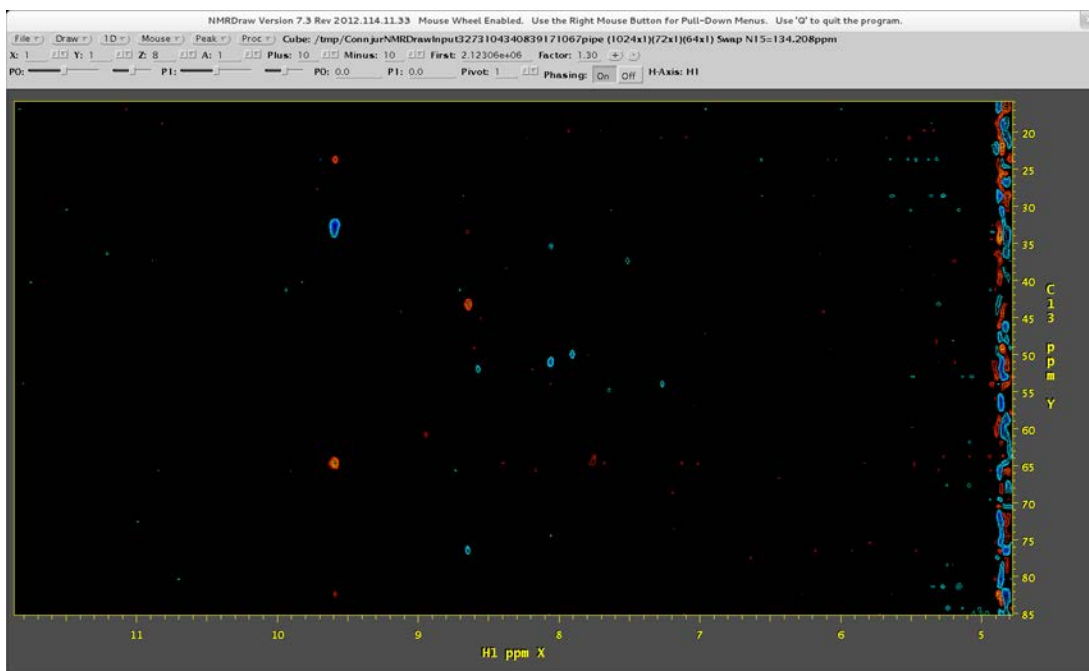 NMRDraw Version 7.3 Rev 2012.114.11.33 Mouse Wheel Enabled. Use the Right Mouse Button for Pull-Down Menus. Use 'Q' to quit the program.
File Draw 1D Mouse Peak Proc Cube: /tmp/ConnjurNMRDrawInput3273104340839171067pipe (1024x1)(72x1)(64x1) Swap N15=134.208ppm
X: 1 Y: 1 Z: 8 A: 1 Plus: 10 Minus: 10 First: 2.12306e+06 Factor: 1.30 + -
P0: P1: P0: 0.0 P1: 0.0 Pivot: 1 Phasing: On Off H-Axis: H1
20
25
30
35
40
45
50
55
60
65
70
75
80
85
C13 ppm Y
11 10 9 8 7 6 5
H1 ppm X